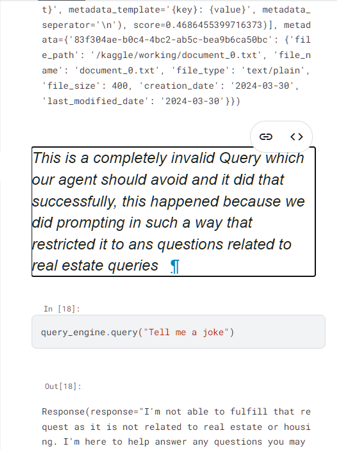 t}', metadata_template='{key}: {value}', metadata_
seperator='\n'), score=0.4686455399716373)], metad
ata={'83f304ae-b0c4-4bc2-ab5c-bea9b6ca50bc': {'fil
e_path': '/kaggle/working/document_0.txt', 'file_n
ame': 'document_0.txt', 'file_type': 'text/plain',
'file_size': 400, 'creation_date': '2024-03-30',
'last_modified_date': '2024-03-30'}})
This is a completely invalid Query which
our agent should avoid and it did that
successfully, this happened because we
did prompting in such a way that
restricted it to ans questions related to
real estate queries ¶
In [18]:
query_engine.query("Tell me a joke")
Out[18]:
Response(response="I'm not able to fulfill that re
quest as it is not related to real estate or housi
ng. I'm here to help answer any questions you may